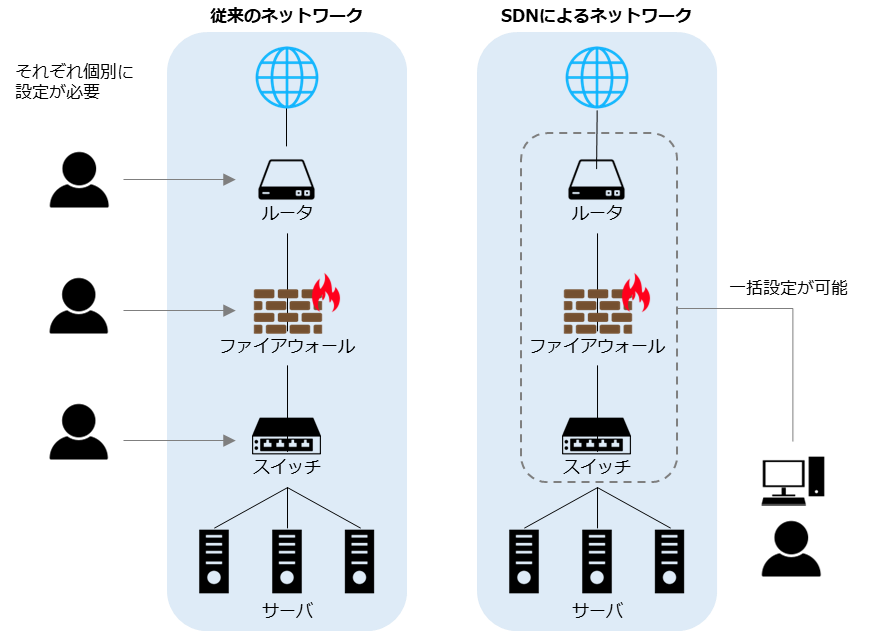 従来のネットワーク
SDNによるネットワーク
それぞれ個別に
設定が必要
ルータ
ファイアウォール
スイッチ
サーバ
ルータ
ファイアウォール
スイッチ
サーバ
一括設定が可能